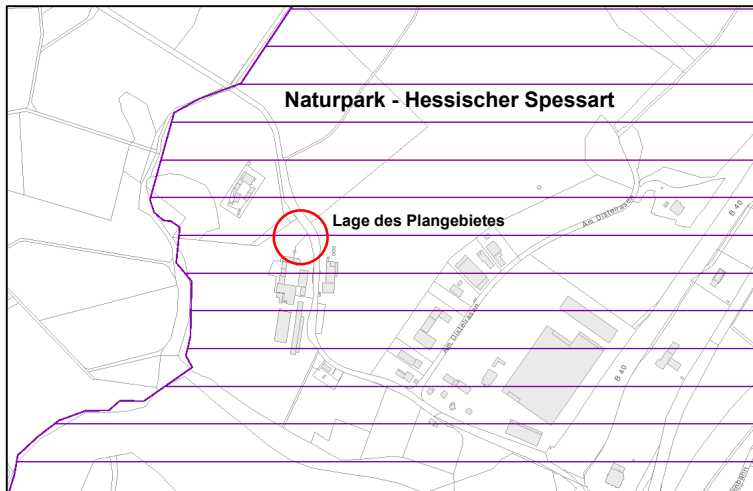 Naturpark - Hessischer Spessart
Lage des Plangebietes
Am Distelrasen
B 40
Am Distelrasen
B 40